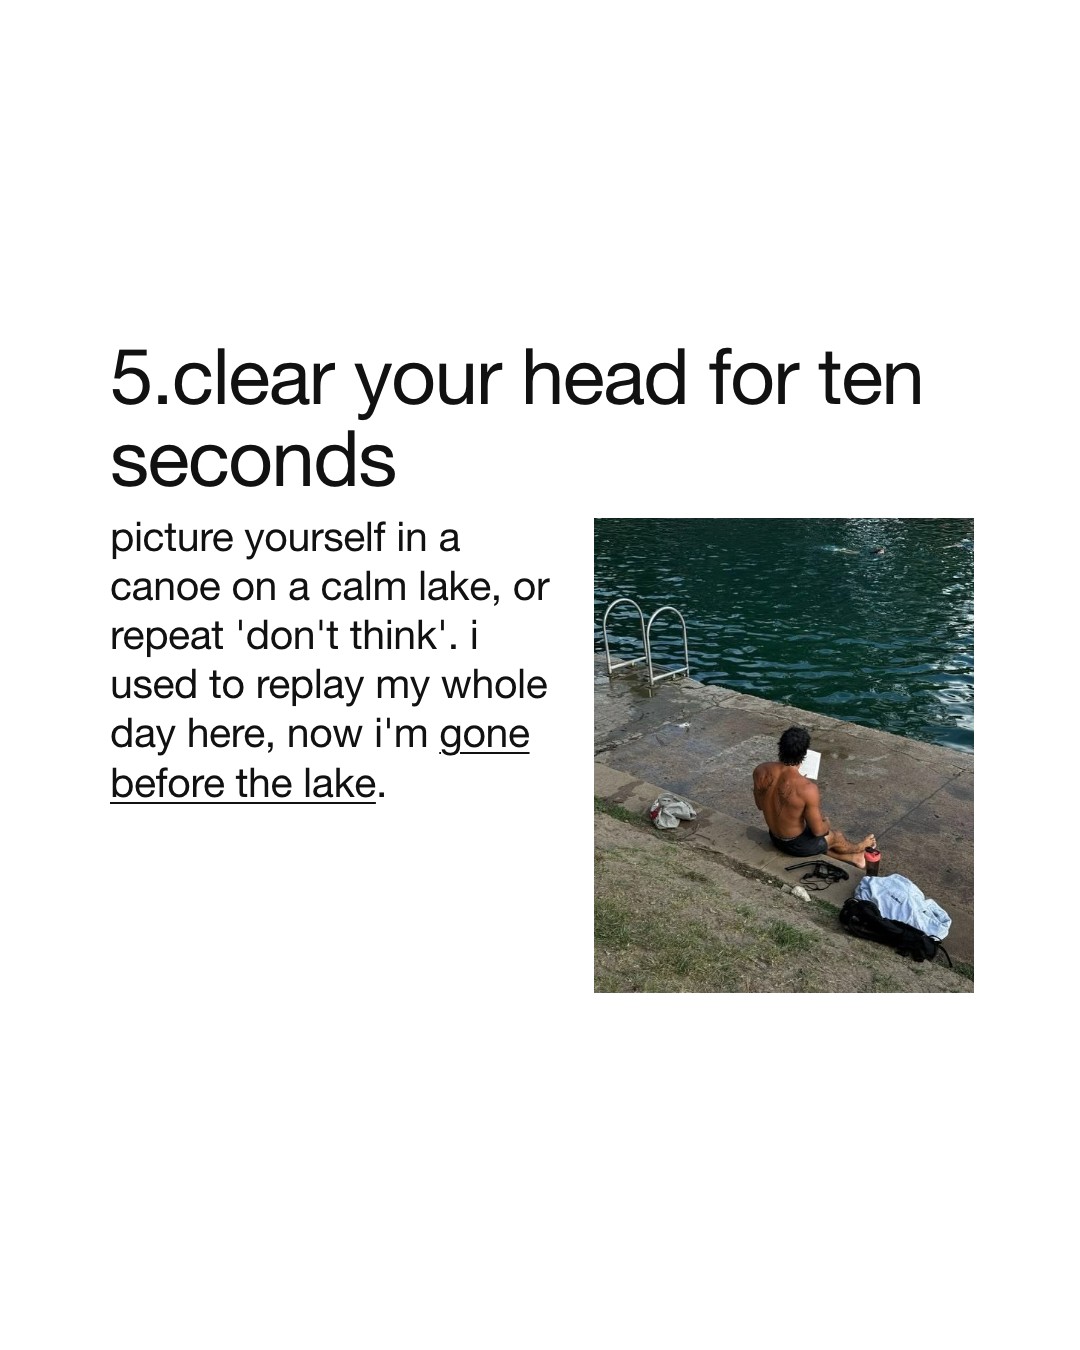 5.clear your head for ten
seconds
picture yourself in a
canoe on a calm lake, or
repeat 'don't think'. i
used to replay my whole
day here, now i'm gone
before the lake.